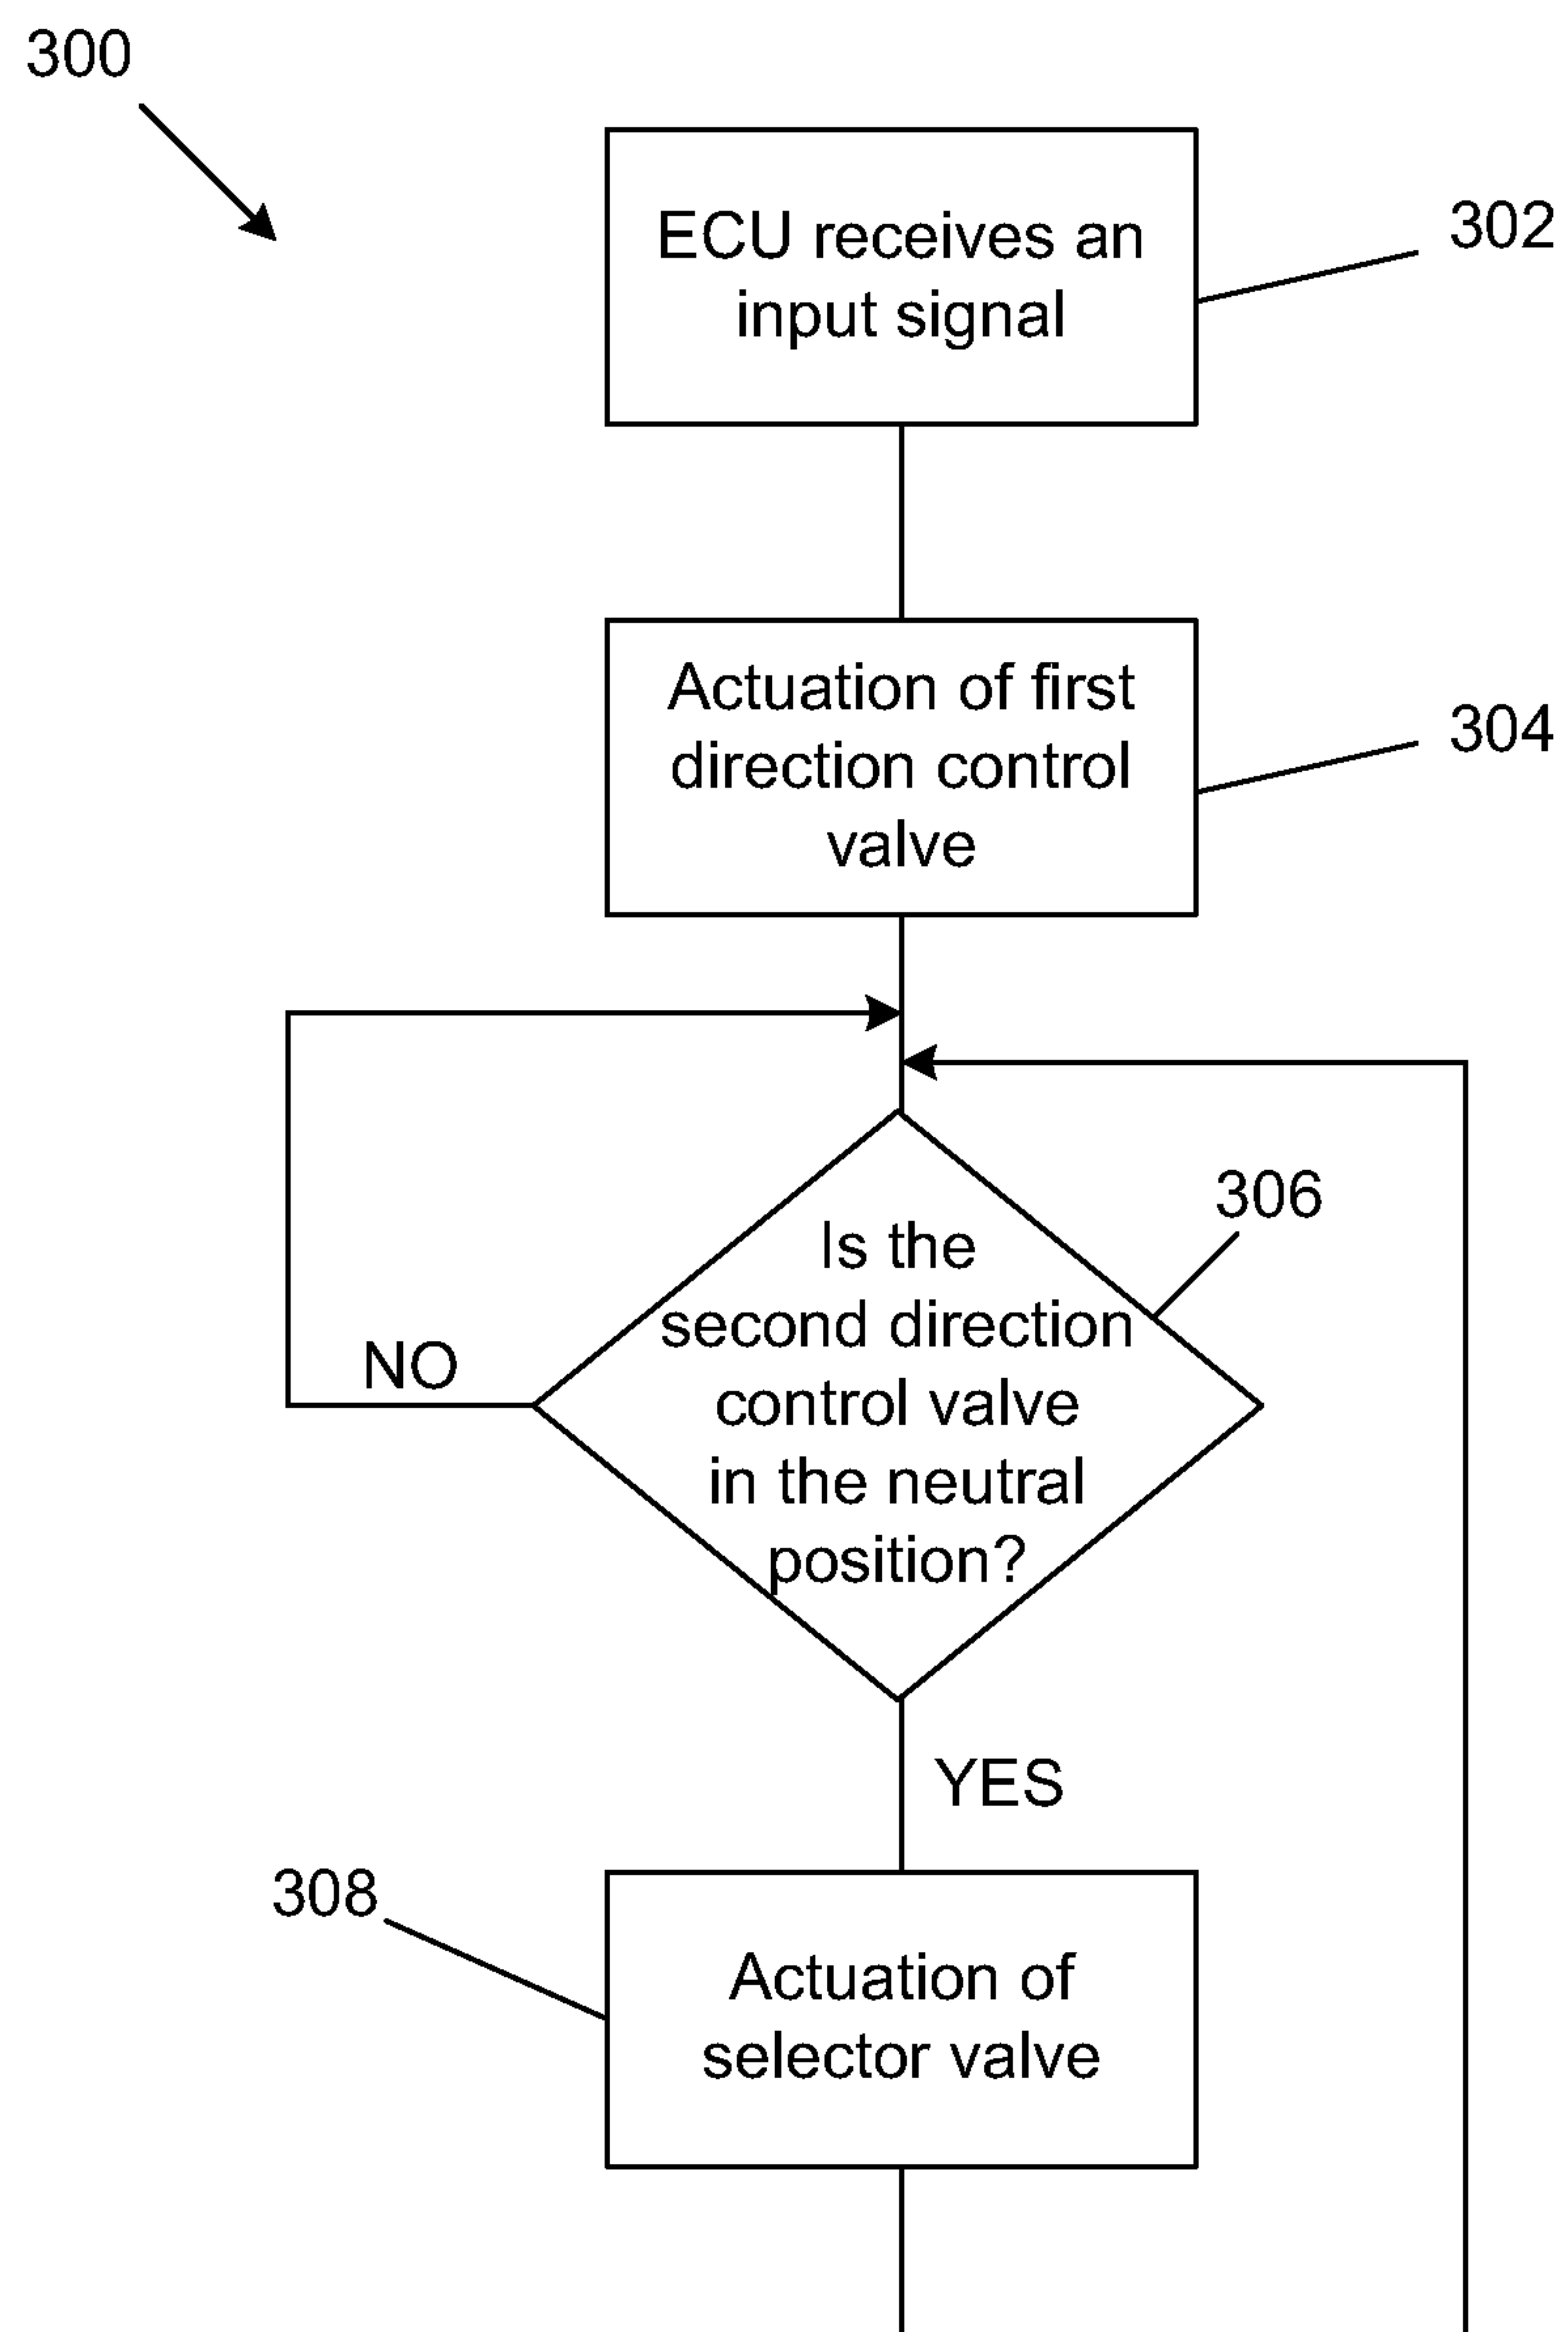 300
ECU receives an
input signal
302
Actuation of first
direction control
valve
304
306
Is the
second direction
control valve
in the neutral
position?
NO
YES
308
Actuation of
selector valve